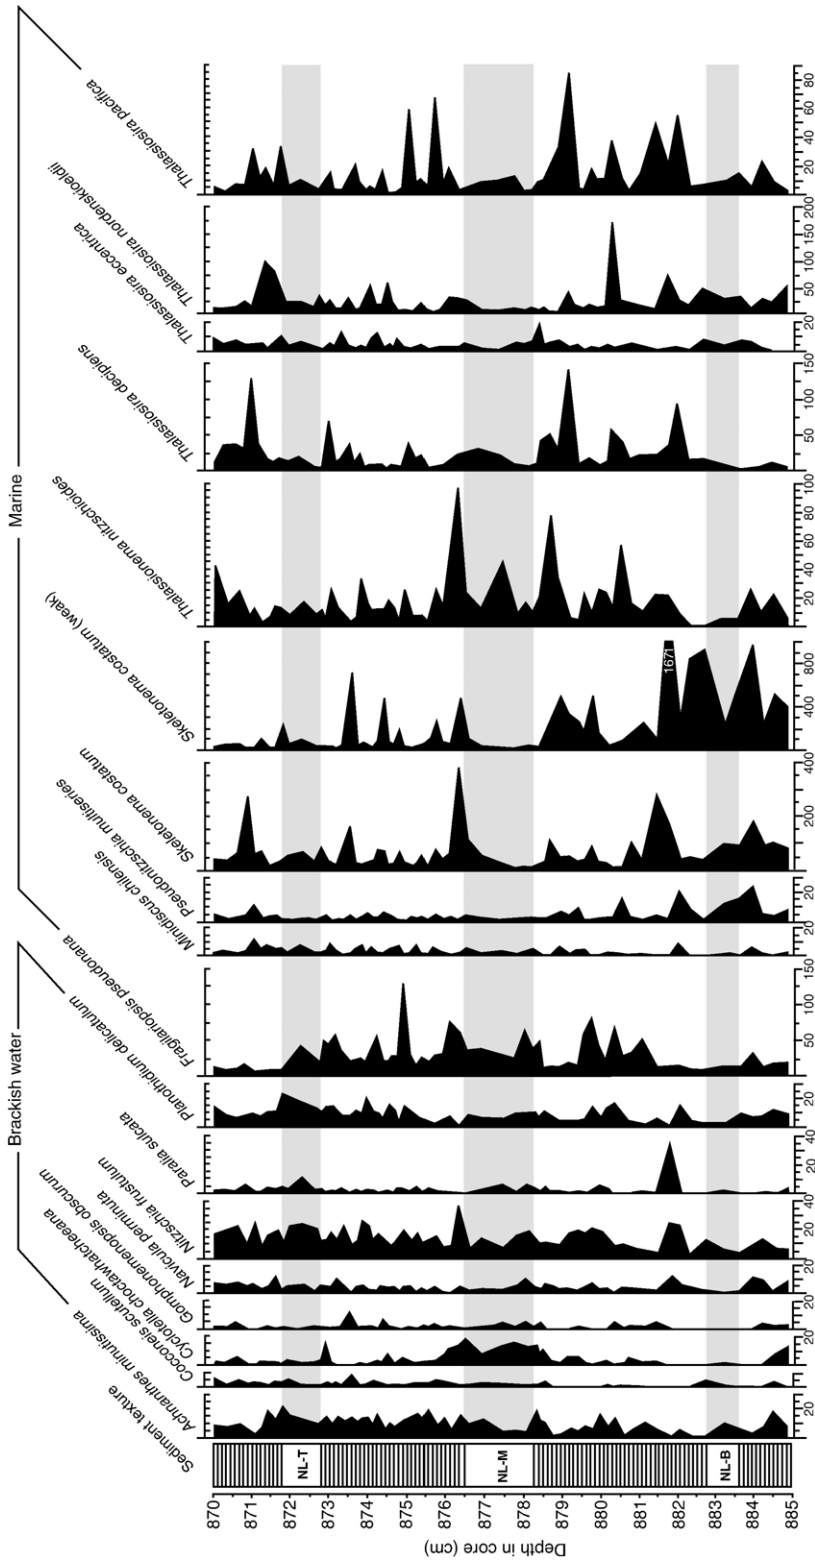 Brackish water
Marine
Sediment texture
Achnanthes minutissima
Cocconeis scutellum
Cyclotella choctawhatcheeana
Gomphonemenopsis obscurum
Navicula perminuta
Nitzschia frustulum
Paralia sulcata
Planothidium delicatulum
Fragilariopsis pseudonana
Minidiscus chilensis
Pseudonitzschia multiseries
Skeletonema costatum
Skeletonema costatum (weak)
Thalassionema nitzschioides
Thalassiosira decipiens
Thalassiosira eccentrica
Thalassiosira nordenskioeldii
Thalassiosira pacifica
Depth in core (cm)
870
871
872
873
874
875
876
877
878
879
880
881
882
883
884
885
NL-T
NL-M
NL-B
1671
20
20
20
20
20
20 40
20 40
20
50 100 150
20
20
200 400
400 800
20 40 60 80 100
50 100 150
20
50 100 150 200
20 40 60 80